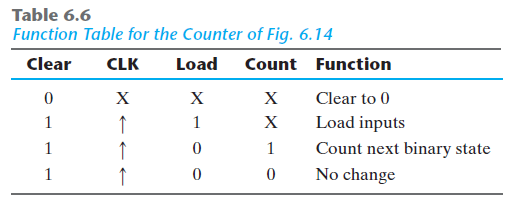 Table 6.6
Function Table for the Counter of Fig. 6.14
Clear CLK Load Count Function
0 X X X Clear to 0
1 ↑ 1 X Load inputs
1 ↑ 0 1 Count next binary state
1 ↑ 0 0 No change